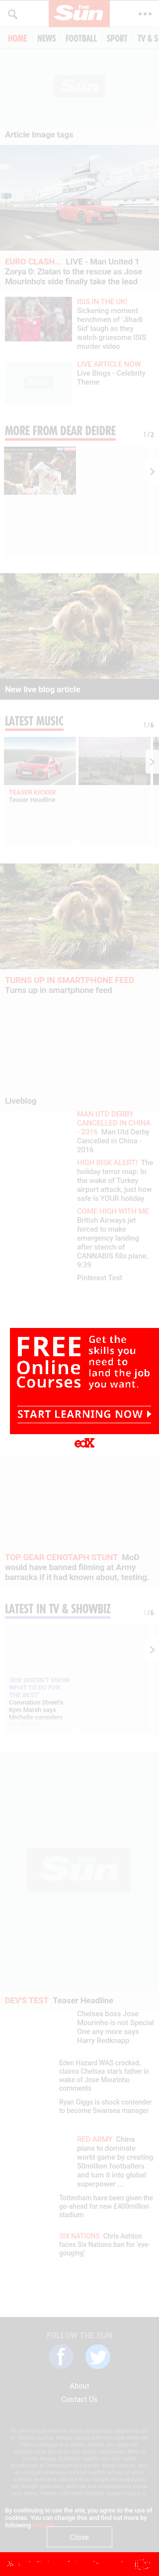 THE
Sun
HOME NEWS FOOTBALL SPORT TV & S
Article Image tags
EURO CLASH... LIVE - Man United 1
Zorya 0: Zlatan to the rescue as Jose
Mourinho's side finally take the lead
ISIS IN THE UK!
Sickening moment
henchmen of 'Jihadi
Sid' laugh as they
watch gruesome ISIS
murder video
LIVE ARTICLE NOW
Live Blogs - Celebrity
Theme
MORE FROM DEAR DEIDRE
1/2
New live blog article
LATEST MUSIC
1/6
TEASER KICKER
Teaser Headline
TURNS UP IN SMARTPHONE FEED
Turns up in smartphone feed
Liveblog
MAN UTD DERBY
CANCELLED IN CHINA
- 2016 Man Utd Derby
Cancelled in China -
2016
HIGH RISK ALERT! The
holiday terror map: In
the wake of Turkey
airport attack, just how
safe is YOUR holiday
COME HIGH WITH ME
British Airways jet
forced to make
emergency landing
after stench of
CANNABIS fills plane,
9:39
Pinterest Test
FREE
Online
Courses
Get the
skills you
need to
land the job
you want.
START LEARNING NOW
edX
TOP GEAR CENOTAPH STUNT MoD
would have banned filming at Army
barracks if it had known about, testing.
LATEST IN TV & SHOWBIZ
1/6
'SHE DOESN'T KNOW
WHAT TO DO FOR
THE BEST'
Coronation Street's
Kym Marsh says
Michelle considers
Sun
DEV'S TEST Teaser Headline
Chelsea boss Jose
Mourinho is not Special
One any more says
Harry Redknapp
Eden Hazard WAS crocked,
claims Chelsea star's father in
wake of Jose Mourinho
comments
Ryan Giggs is shock contender
to become Swansea manager
RED ARMY China
plans to dominate
world game by creating
50million footballers
and turn it into global
superpower ...
Tottenham have been given the
go-ahead for new £400million
stadium
SIX NATIONS Chris Ashton
faces Six Nations ban for 'eye-
gouging'
FOLLOW THE SUN
About
Contact Us
By continuing to use the site, you agree to the use of
cookies. You can change this and find out more by
following
Close